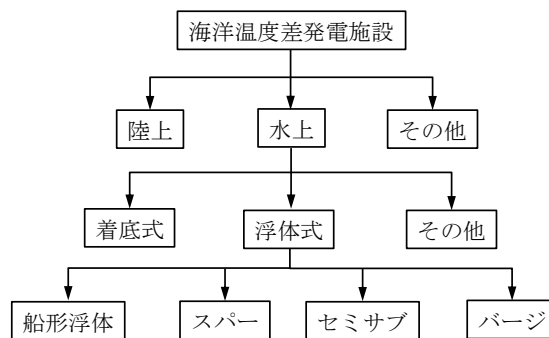 海洋温度差発電施設
陸上
水上
その他
着底式
浮体式
その他
船形浮体
スパー
セミサブ
バージ